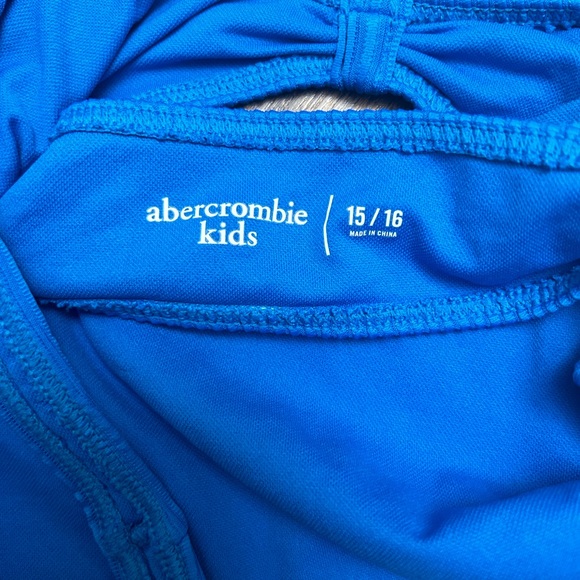 abercrombie
kids
15 / 16
MADE IN CHINA